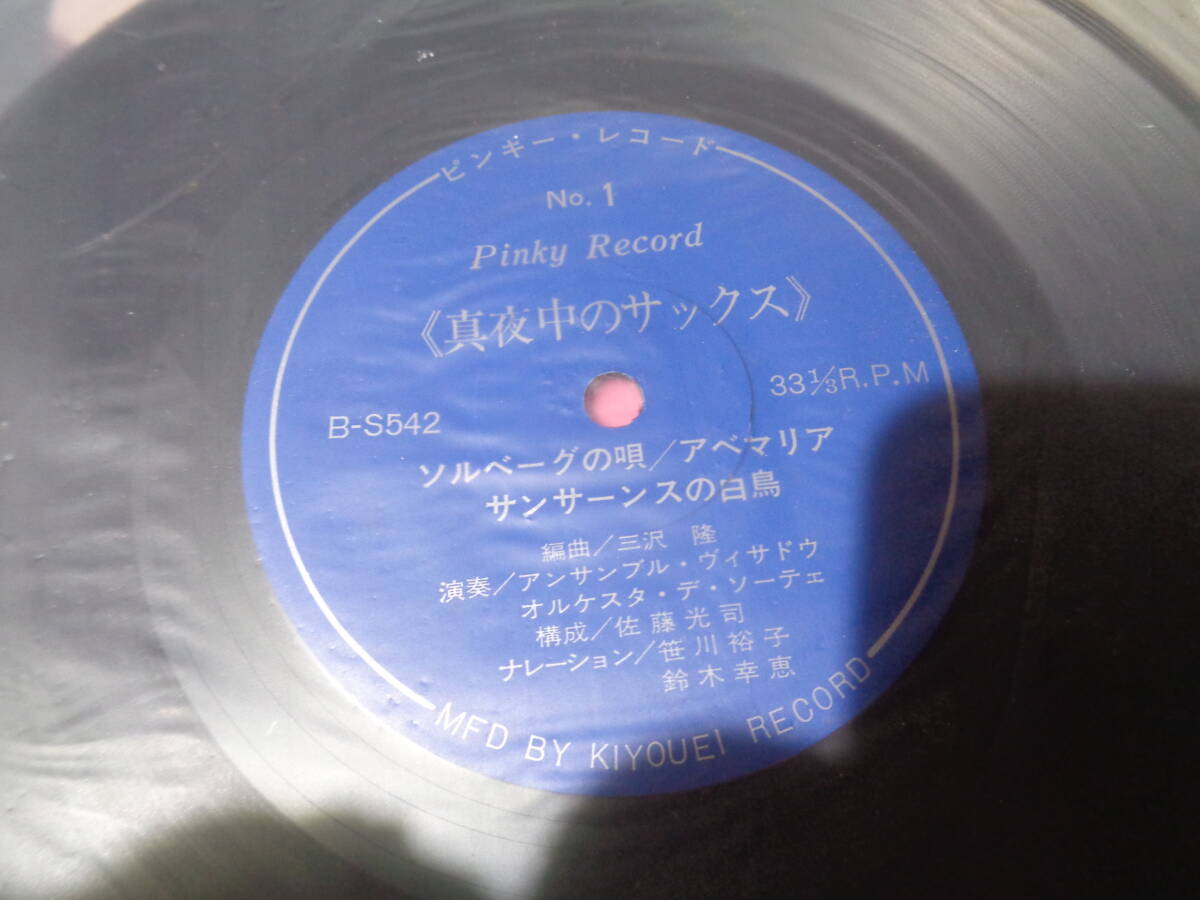 ピンキー・レコード
No. 1
Pinky Record
《真夜中のサックス》
33 1/3 R.P.M
B-S542
ソルベーグの唄/アベマリア
サンサーンスの白鳥
編曲/三沢 隆
演奏/アンサンブル・ヴィサドウ
オルケスタ・デ・ソーテェ
構成/佐藤光司
ナレーション/笹川裕子
鈴木幸恵
MFD BY KIYOUEI RECORD